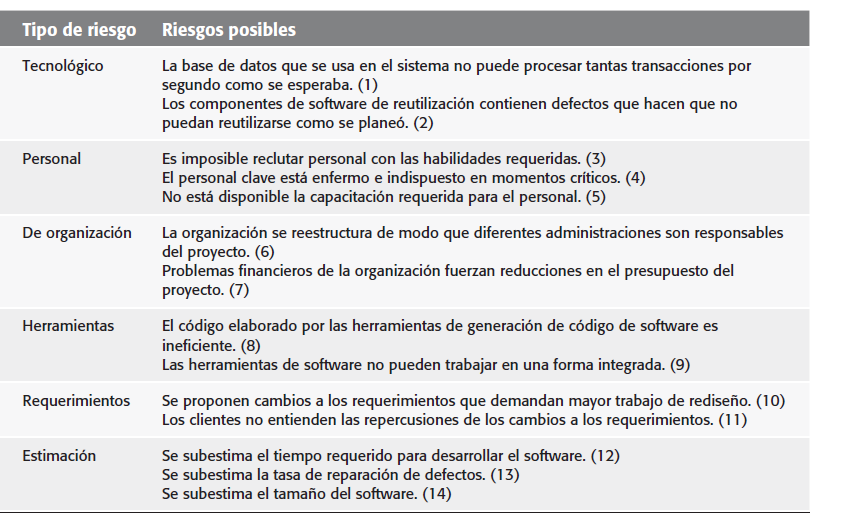 Tipo de riesgo Riesgos posibles
Tecnológico La base de datos que se usa en el sistema no puede procesar tantas transacciones por
segundo como se esperaba. (1)
Los componentes de software de reutilización contienen defectos que hacen que no
puedan reutilizarse como se planeó. (2)
Personal Es imposible reclutar personal con las habilidades requeridas. (3)
El personal clave está enfermo e indispuesto en momentos críticos. (4)
No está disponible la capacitación requerida para el personal. (5)
De organización La organización se reestructura de modo que diferentes administraciones son responsables
del proyecto. (6)
Problemas financieros de la organización fuerzan reducciones en el presupuesto del
proyecto. (7)
Herramientas El código elaborado por las herramientas de generación de código de software es
ineficiente. (8)
Las herramientas de software no pueden trabajar en una forma integrada. (9)
Requerimientos Se proponen cambios a los requerimientos que demandan mayor trabajo de rediseño. (10)
Los clientes no entienden las repercusiones de los cambios a los requerimientos. (11)
Estimación Se subestima el tiempo requerido para desarrollar el software. (12)
Se subestima la tasa de reparación de defectos. (13)
Se subestima el tamaño del software. (14)